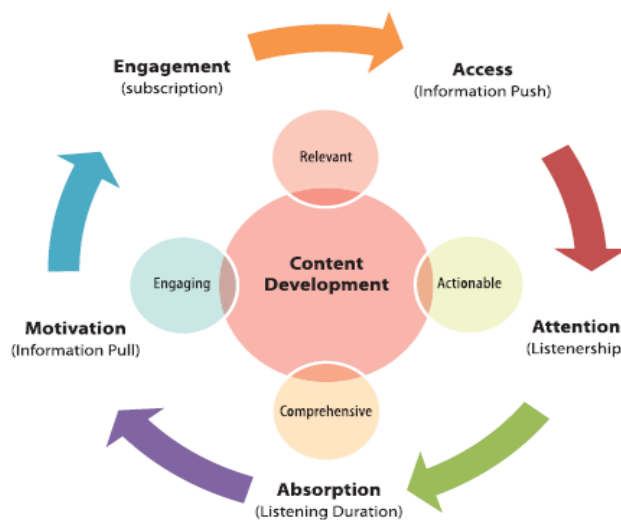 Engagement
(subscription)
Access
(Information Push)
Relevant
Engaging
Content
Development
Actionable
Motivation
(Information Pull)
Attention
(Listenership)
Comprehensive
Absorption
(Listening Duration)